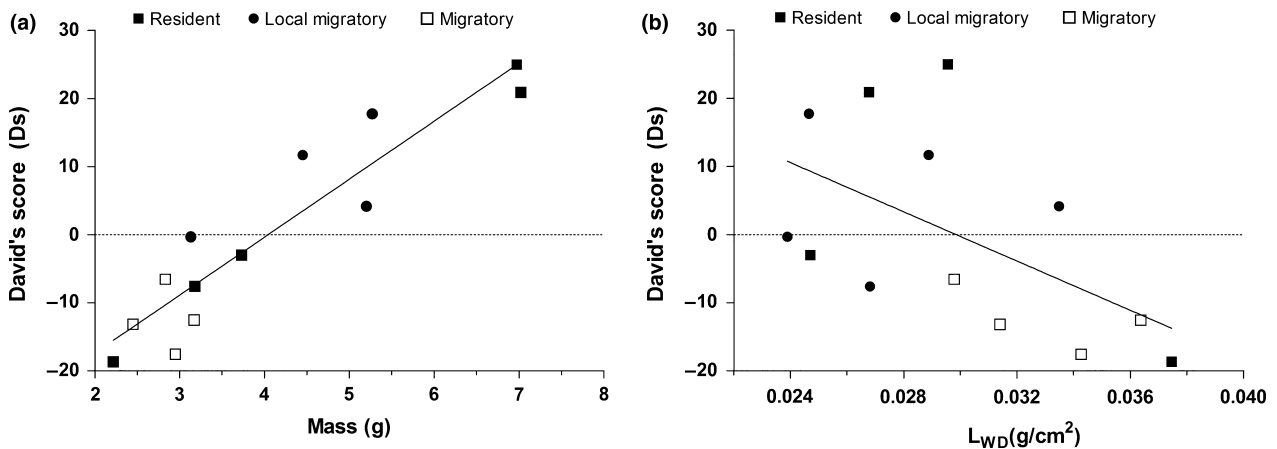 (a) Resident Local migratory Migratory
30
20
10
0
–10
–20
David's score (Ds)
2 3 4 5 6 7 8
Mass (g)
(b) Resident Local migratory Migratory
30
20
10
0
–10
–20
David's score (Ds)
0.024 0.028 0.032 0.036 0.040
L_WD(g/cm²)